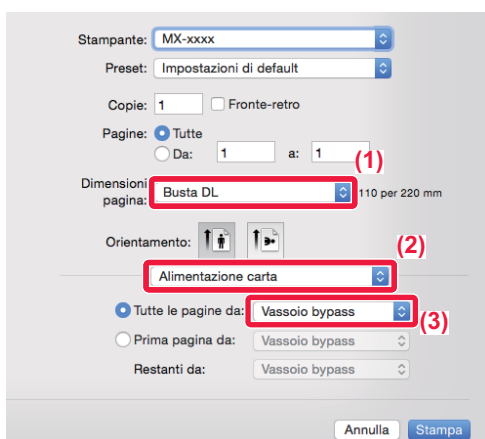 Stampante: MX-xxxx
Preset: Impostazioni di default
Copie: 1 Fronte-retro
Pagine: Tutte
Da: 1 a: 1
(1)
Dimensioni pagina: Busta DL 110 per 220 mm
Orientamento:
(2)
Alimentazione carta
Tutte le pagine da: Vassoio bypass
(3)
Prima pagina da: Vassoio bypass
Restanti da: Vassoio bypass
Annulla Stampa